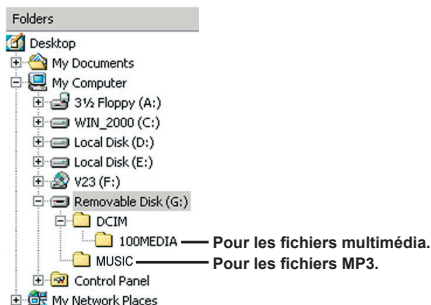 Folders
Desktop
My Documents
My Computer
3½ Floppy (A:)
WIN_2000 (C:)
Local Disk (D:)
Local Disk (E:)
V23 (F:)
Removable Disk (G:)
DCIM
100MEDIA Pour les fichiers multimédia.
MUSIC Pour les fichiers MP3.
Control Panel
My Network Places